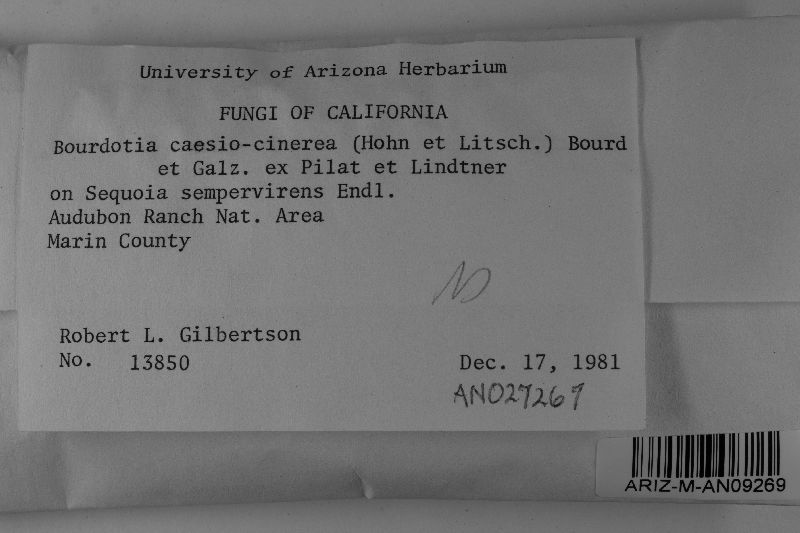 University of Arizona Herbarium
FUNGI OF CALIFORNIA
Bourdotia caesio-cinerea (Hohn et Litsch.) Bourd
et Galz. ex Pilat et Lindtner
on Sequoia sempervirens Endl.
Audubon Ranch Nat. Area
Marin County
Robert L. Gilbertson
No. 13850 Dec. 17, 1981
AN027267
ARIZ-M-AN09269